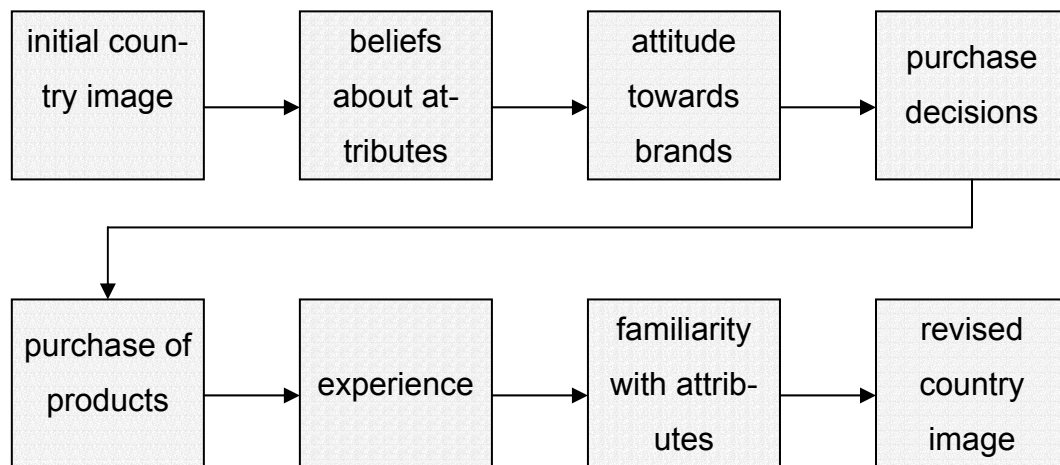 initial coun-
try image
beliefs
about at-
tributes
attitude
towards
brands
purchase
decisions
purchase of
products
experience
familiarity
with attrib-
utes
revised
country
image